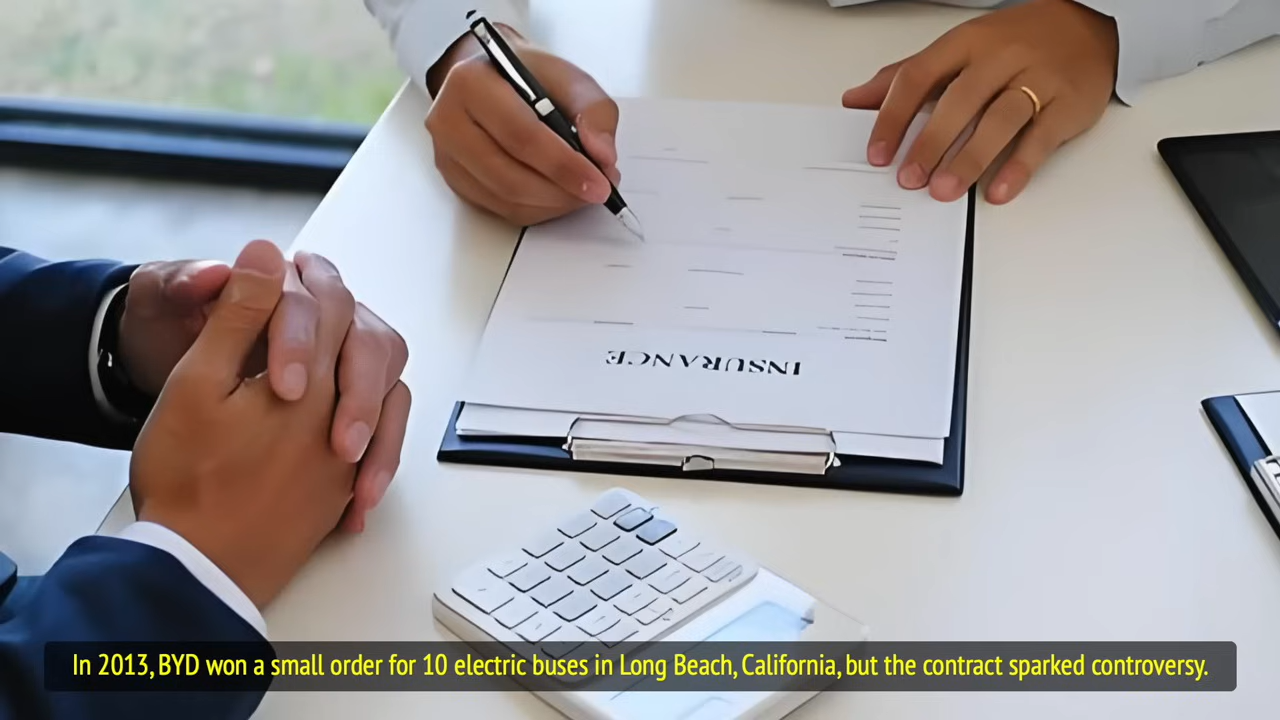 INSURANCE
In 2013, BYD won a small order for 10 electric buses in Long Beach, California, but the contract sparked controversy.